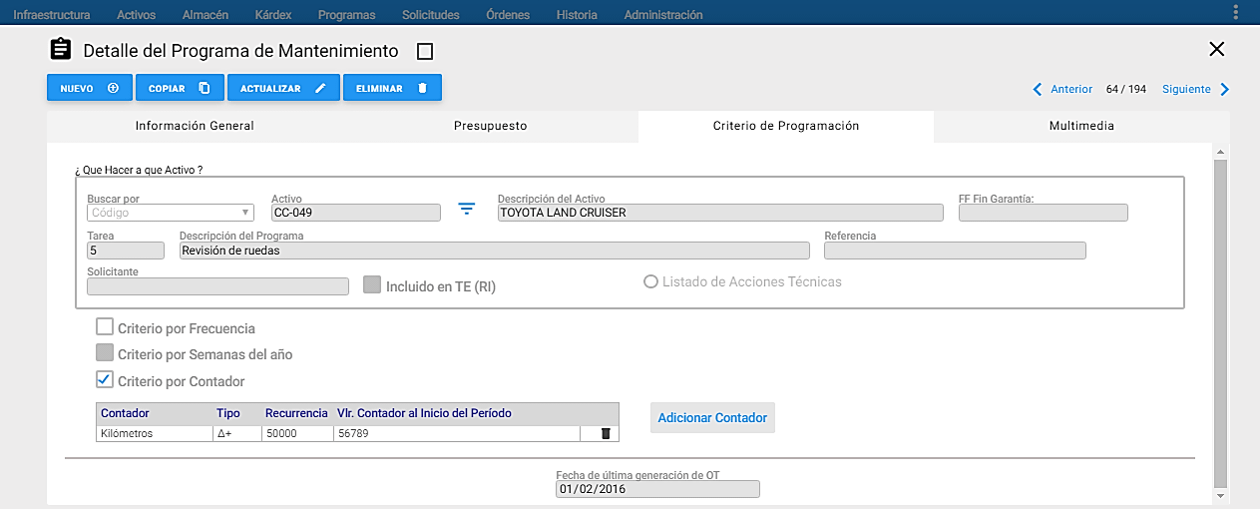 Infraestructura Activos Almacén Kárdex Programas Solicitudes Órdenes Historia Administración
Detalle del Programa de Mantenimiento
NUEVO COPIAR ACTUALIZAR ELIMINAR Anterior 64 / 194 Siguiente
Información General Presupuesto Criterio de Programación Multimedia
¿ Que Hacer a que Activo ?
Buscar por Activo Descripción del Activo FF Fin Garantía:
Código CC-049 TOYOTA LAND CRUISER
Tarea Descripción del Programa Referencia
5 Revisión de ruedas
Solicitante
Incluido en TE (RI) Listado de Acciones Técnicas
Criterio por Frecuencia
Criterio por Semanas del año
Criterio por Contador
Contador Tipo Recurrencia Vlr. Contador al Inicio del Período
Adicionar Contador
Kilómetros Δ+ 50000 56789
Fecha de última generación de OT
01/02/2016